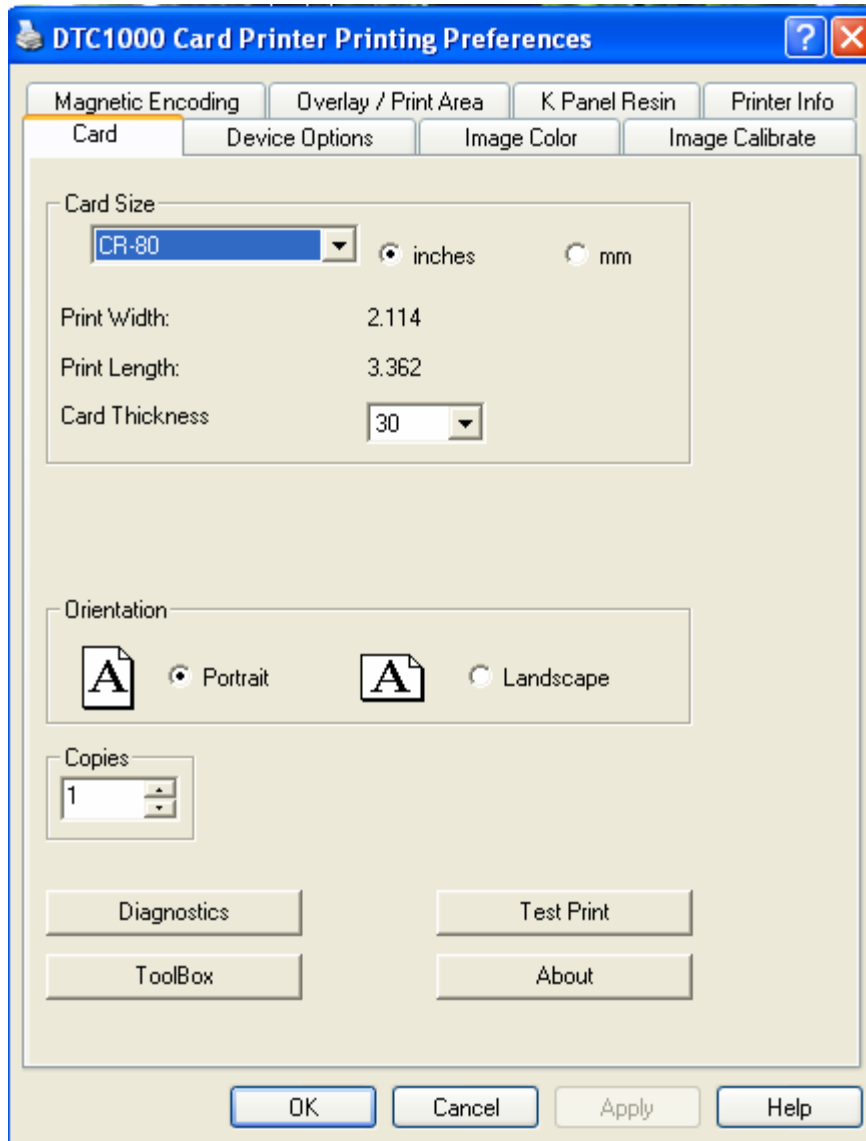 DTC1000 Card Printer Printing Preferences
Magnetic Encoding Overlay / Print Area K Panel Resin Printer Info
Card Device Options Image Color Image Calibrate
Card Size
CR-80 inches mm
Print Width: 2.114
Print Length: 3.362
Card Thickness 30
Orientation
A Portrait A Landscape
Copies
1
Diagnostics Test Print
ToolBox About
OK Cancel Apply Help